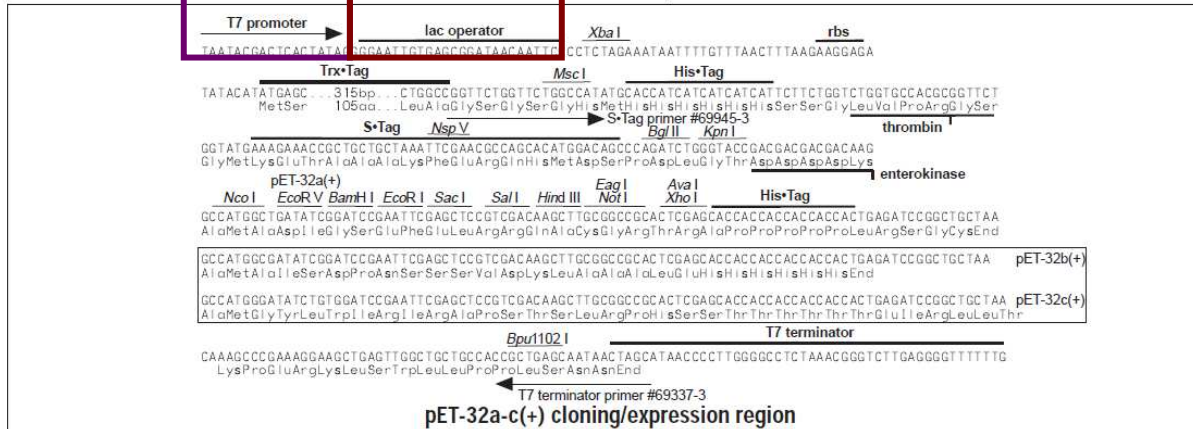 T7 promoter
lac operator
Xba I
rbs
TAATACGACTCACTATAGGGGAATTGTGAGCGGATAACAATTCCCCTCTAGAAATAATTTTGTTTAACTTTAAGAAGGAGA
Trx•Tag
Msc I
His•Tag
TATACATATGAGC...315bp...CTGGCCGGTTCTGGTTCTGGCCATATGCACCATCATCATCATCATTCTTCTGGTCTGGTGCCACGCGGTTCT
MetSer 105aa...LeuAlaGlySerGlySerGlyHisMetHisHisHisHisHisHisSerSerGlyLeuValProArgGlySer
S•Tag primer #69945-3
thrombin
S•Tag
Nsp V
Bgl II
Kpn I
GGTATGAAAGAAACCGCTGCTGCTAAATTCGAACGCCAGCACATGGACAGCCCAGATCTGGGTACCGACGACGACGACAAG
GlyMetLysGluThrAlaAlaAlaLysPheGluArgGlnHisMetAspSerProAspLeuGlyThrAspAspAspAspLys
enterokinase
pET-32a(+)
Nco I
EcoR V
BamH I
EcoR I
Sac I
Sal I
Hind III
Eag I
Not I
Ava I
Xho I
His•Tag
GCCATGGCTGATATCGGATCCGAATTCGAGCTCCGTCGACAAGCTTGCGGCCGCACTCGAGCACCACCACCACCACCACTGAGATCCGGCTGCTAA
AlaMetAlaAspIleGlySerGluPheGluLeuArgArgGlnAlaCysGlyArgThrArgAlaProProProProProLeuArgSerGlyCysEnd
GCCATGGCGATATCGGATCCGAATTCGAGCTCCGTCGACAAGCTTGCGGCCGCACTCGAGCACCACCACCACCACCACTGAGATCCGGCTGCTAA pET-32b(+)
AlaMetAlaIleSerAspProAsnSerSerSerValAspLysLeuAlaAlaAlaLeuGluHisHisHisHisHisHisEnd
GCCATGGGATATCTGTGGATCCGAATTCGAGCTCCGTCGACAAGCTTGCGGCCGCACTCGAGCACCACCACCACCACCACTGAGATCCGGCTGCTAA pET-32c(+)
AlaMetGlyTyrLeuTrpIleArgIleArgAlaProSerThrSerLeuArgProHisSerSerThrThrThrThrThrThrGluIleArgLeuLeuThr
Bpu1102 I
T7 terminator
CAAAGCCCGAAAGGAAGCTGAGTTGGCTGCTGCCACCGCTGAGCAATAACTAGCATAACCCCTTGGGGCCTCTAAACGGGTCTTGAGGGGTTTTTTG
LysProGluArgLysLeuSerTrpLeuLeuProProLeuSerAsnAsnEnd
T7 terminator primer #69337-3
pET-32a-c(+) cloning/expression region